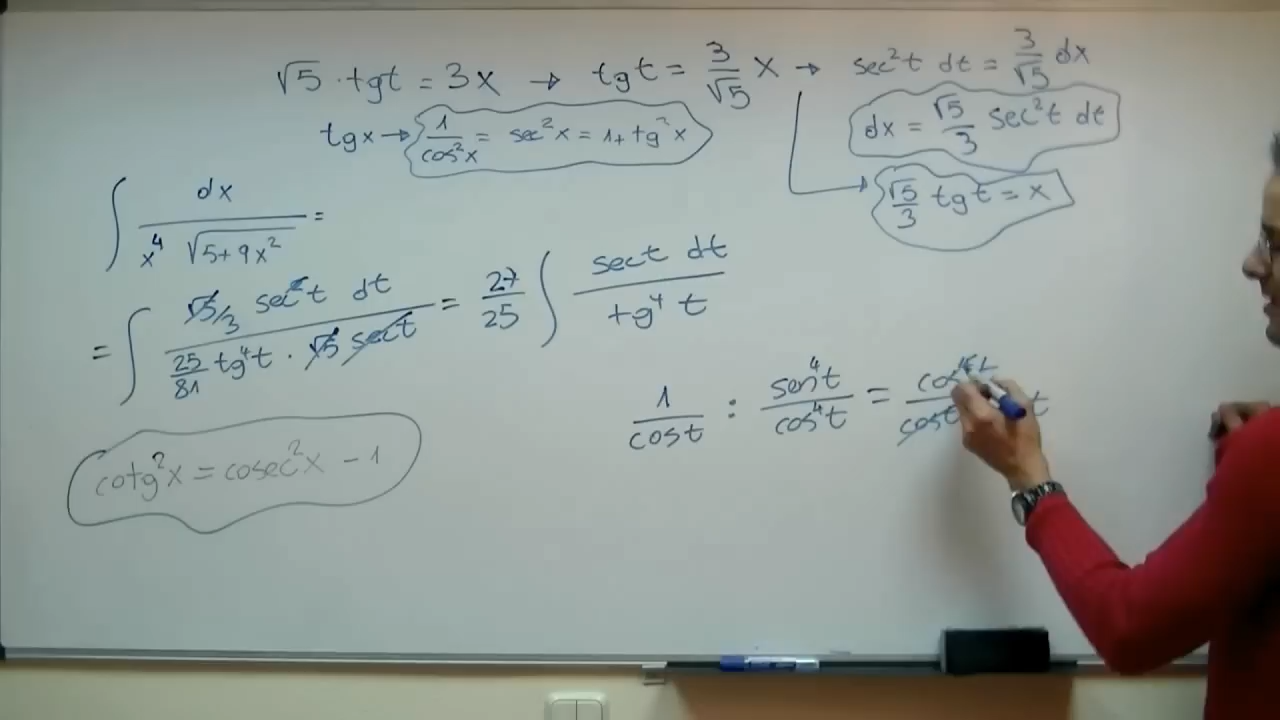 √5 · tgt = 3x → tgt = 3/√5 x → sec²t dt = 3/√5 dx
tgx → 1/cos²x = sec²x = 1 + tg²x
dx = √5/3 sec²t dt
√5/3 tgt = x
∫ dx / x⁴ √5+9x² =
= ∫ √5/3 sec²t dt / 25/81 tg⁴t · √5 sect = 27/25 ∫ sect dt / tg⁴ t
1/cost : sen⁴t/cos⁴t =
cotg²x = cosec²x - 1